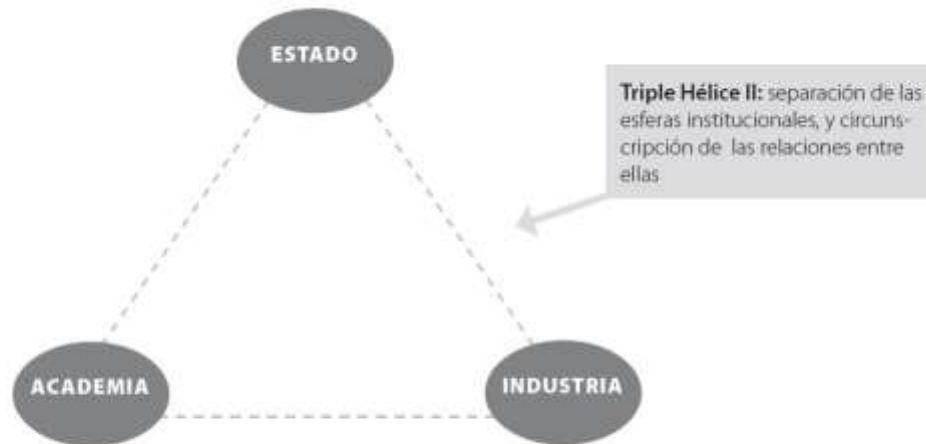 ESTADO
Triple Hélice II: separación de las
esferas institucionales, y circuns-
cripción de las relaciones entre
ellas
ACADEMIA
INDUSTRIA